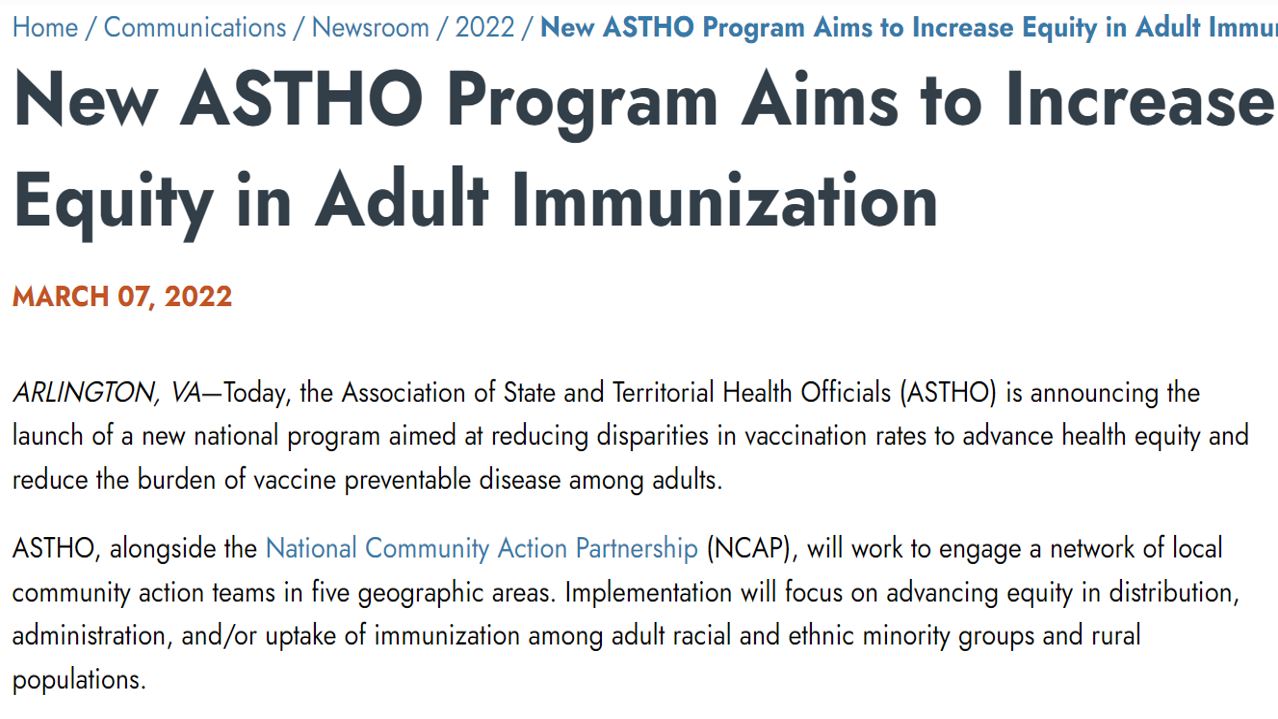 Home / Communications / Newsroom / 2022 / New ASTHO Program Aims to Increase Equity in Adult
New ASTHO Program Aims to Increase
Equity in Adult Immunization
MARCH 07, 2022
ARLINGTON, VA—Today, the Association of State and Territorial Health Officials (ASTHO) is announcing the
launch of a new national program aimed at reducing disparities in vaccination rates to advance health equity and
reduce the burden of vaccine preventable disease among adults.
ASTHO, alongside the National Community Action Partnership (NCAP), will work to engage a network of local
community action teams in five geographic areas. Implementation will focus on advancing equity in distribution,
administration, and/or uptake of immunization among adult racial and ethnic minority groups and rural
populations.